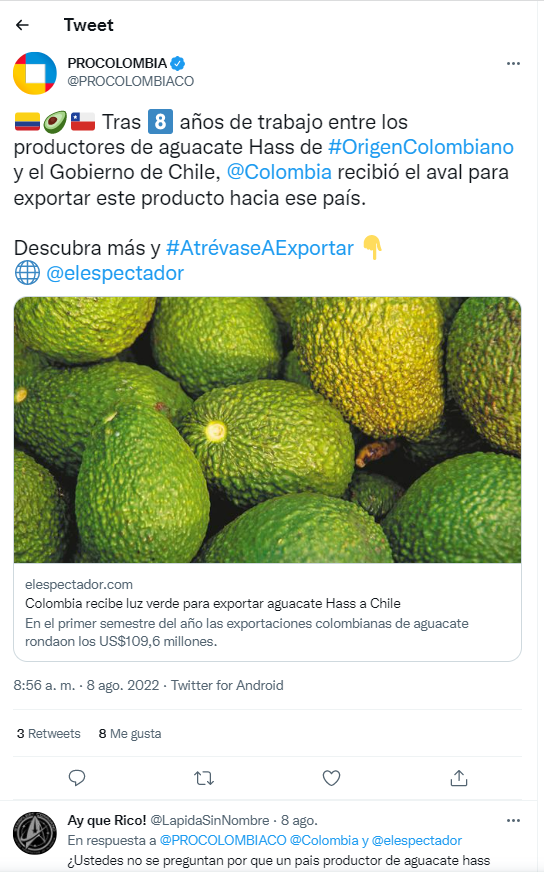 Tweet
PROCOLOMBIA
@PROCOLOMBIACO
Tras 8 años de trabajo entre los
productores de aguacate Hass de #OrigenColombiano
y el Gobierno de Chile, @Colombia recibió el aval para
exportar este producto hacia ese país.
Descubra más y #AtrévaseAExportar
@elespectador
elespectador.com
Colombia recibe luz verde para exportar aguacate Hass a Chile
En el primer semestre del año las exportaciones colombianas de aguacate
rondaon los US$109,6 millones.
8:56 a. m. · 8 ago. 2022 · Twitter for Android
3 Retweets 8 Me gusta
Ay que Rico! @LapidaSinNombre · 8 ago.
En respuesta a @PROCOLOMBIACO @Colombia y @elespectador
¿Ustedes no se preguntan por que un pais productor de aguacate hass